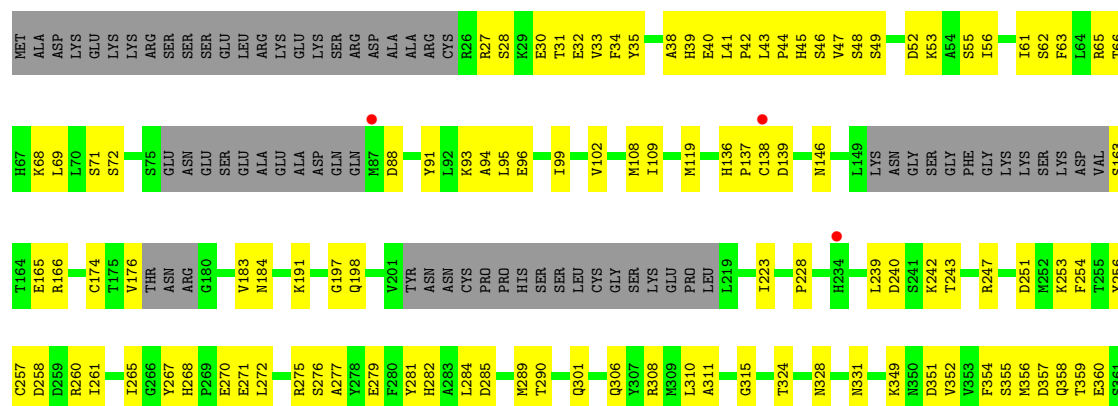 MET ALA ASP LYS GLU LYS LYS ARG SER SER SER GLU LEU ARG LYS GLU LYS SER ARG ASP ALA ALA ARG CYS R26 R27 S28 K29 E30 T31 E32 V33 F34 Y35 A38 H39 E40 L41 P42 L43 P44 H45 S46 V47 S48 S49 D52 K53 A54 S55 I56 I61 S62 F63 L64 R65 T66
H67 K68 L69 L70 S71 S72 S75 GLU ASN GLU SER GLU ALA GLU ALA ASP GLN GLN M87 D88 Y91 L92 K93 A94 L95 E96 I99 V102 M108 I109 M119 H136 P137 C138 D139 N146 L149 LYS ASN GLY SER GLY PHE GLY LYS LYS SER LYS ASP VAL S163
T164 E165 R166 C174 T175 V176 THR ASN ARG G180 V183 N184 K191 G197 Q198 V201 TYR ASN ASN CYS PRO PRO HIS SER SER LEU CYS GLY SER LYS GLU PRO LEU L219 I223 P228 H234 L239 D240 S241 K242 T243 R247 D251 M252 K253 F254 T255 Y256
C257 D258 D259 R260 I261 I265 G266 Y267 H268 P269 E270 E271 L272 R275 S276 A277 Y278 E279 F280 Y281 H282 A283 L284 D285 M289 T290 Q301 Q306 Y307 R308 M309 L310 A311 G315 T324 N328 N331 K349 N350 D351 V352 V353 F354 S355 M356 D357 Q358 T359 E360